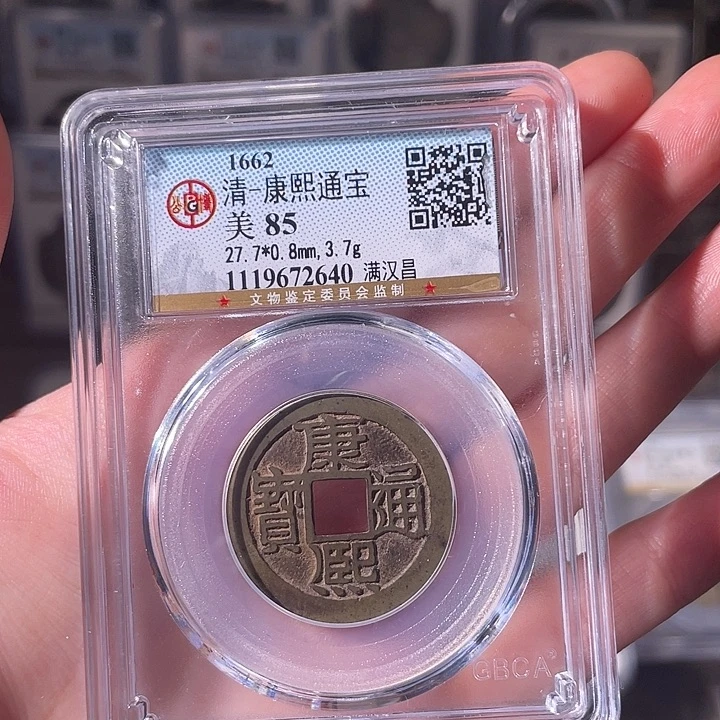 1662
清-康熙通宝
美 85
27.7*0.8mm, 3.7g
1119672640 满汉昌
★ 文物鉴定委员会监制 ★
康
寶 通
熙
GBCA